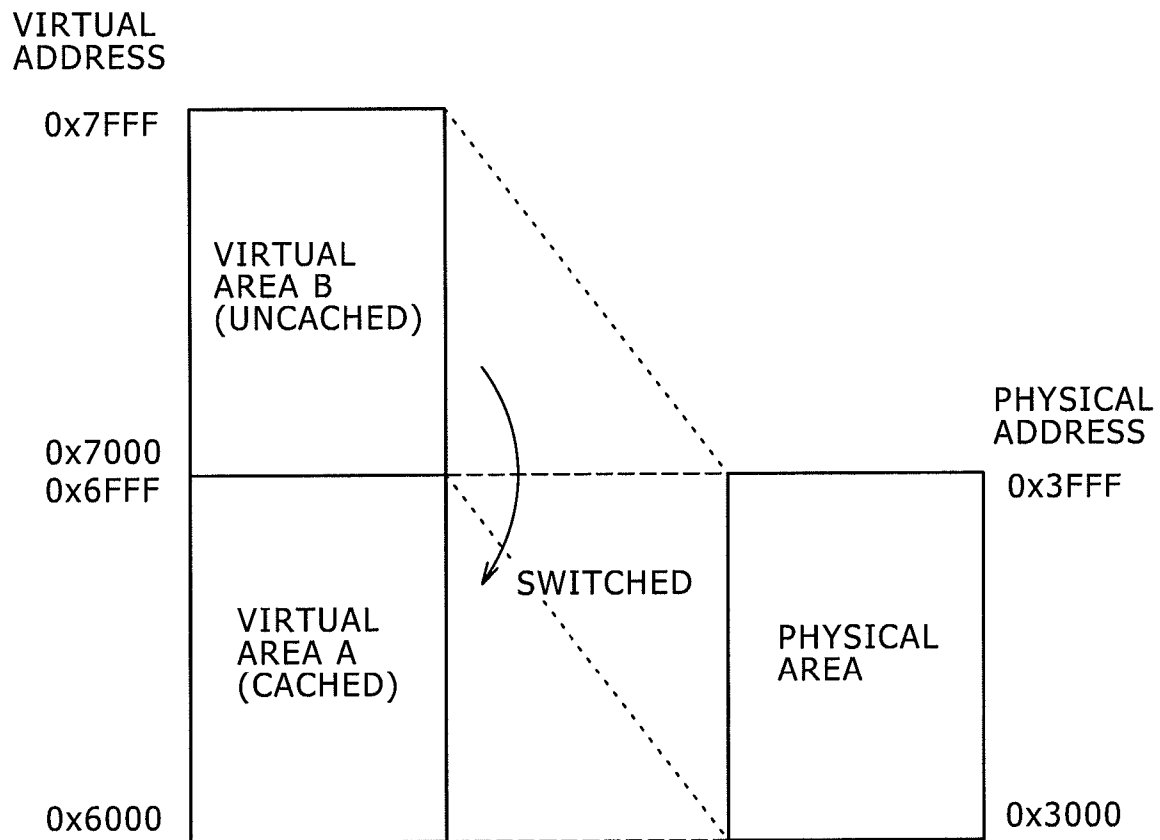 VIRTUAL
ADDRESS
0x7FFF
VIRTUAL
AREA B
(UNCACHED)
PHYSICAL
ADDRESS
0x7000
0x6FFF
0x3FFF
SWITCHED
VIRTUAL
AREA A
(CACHED)
PHYSICAL
AREA
0x6000
0x3000